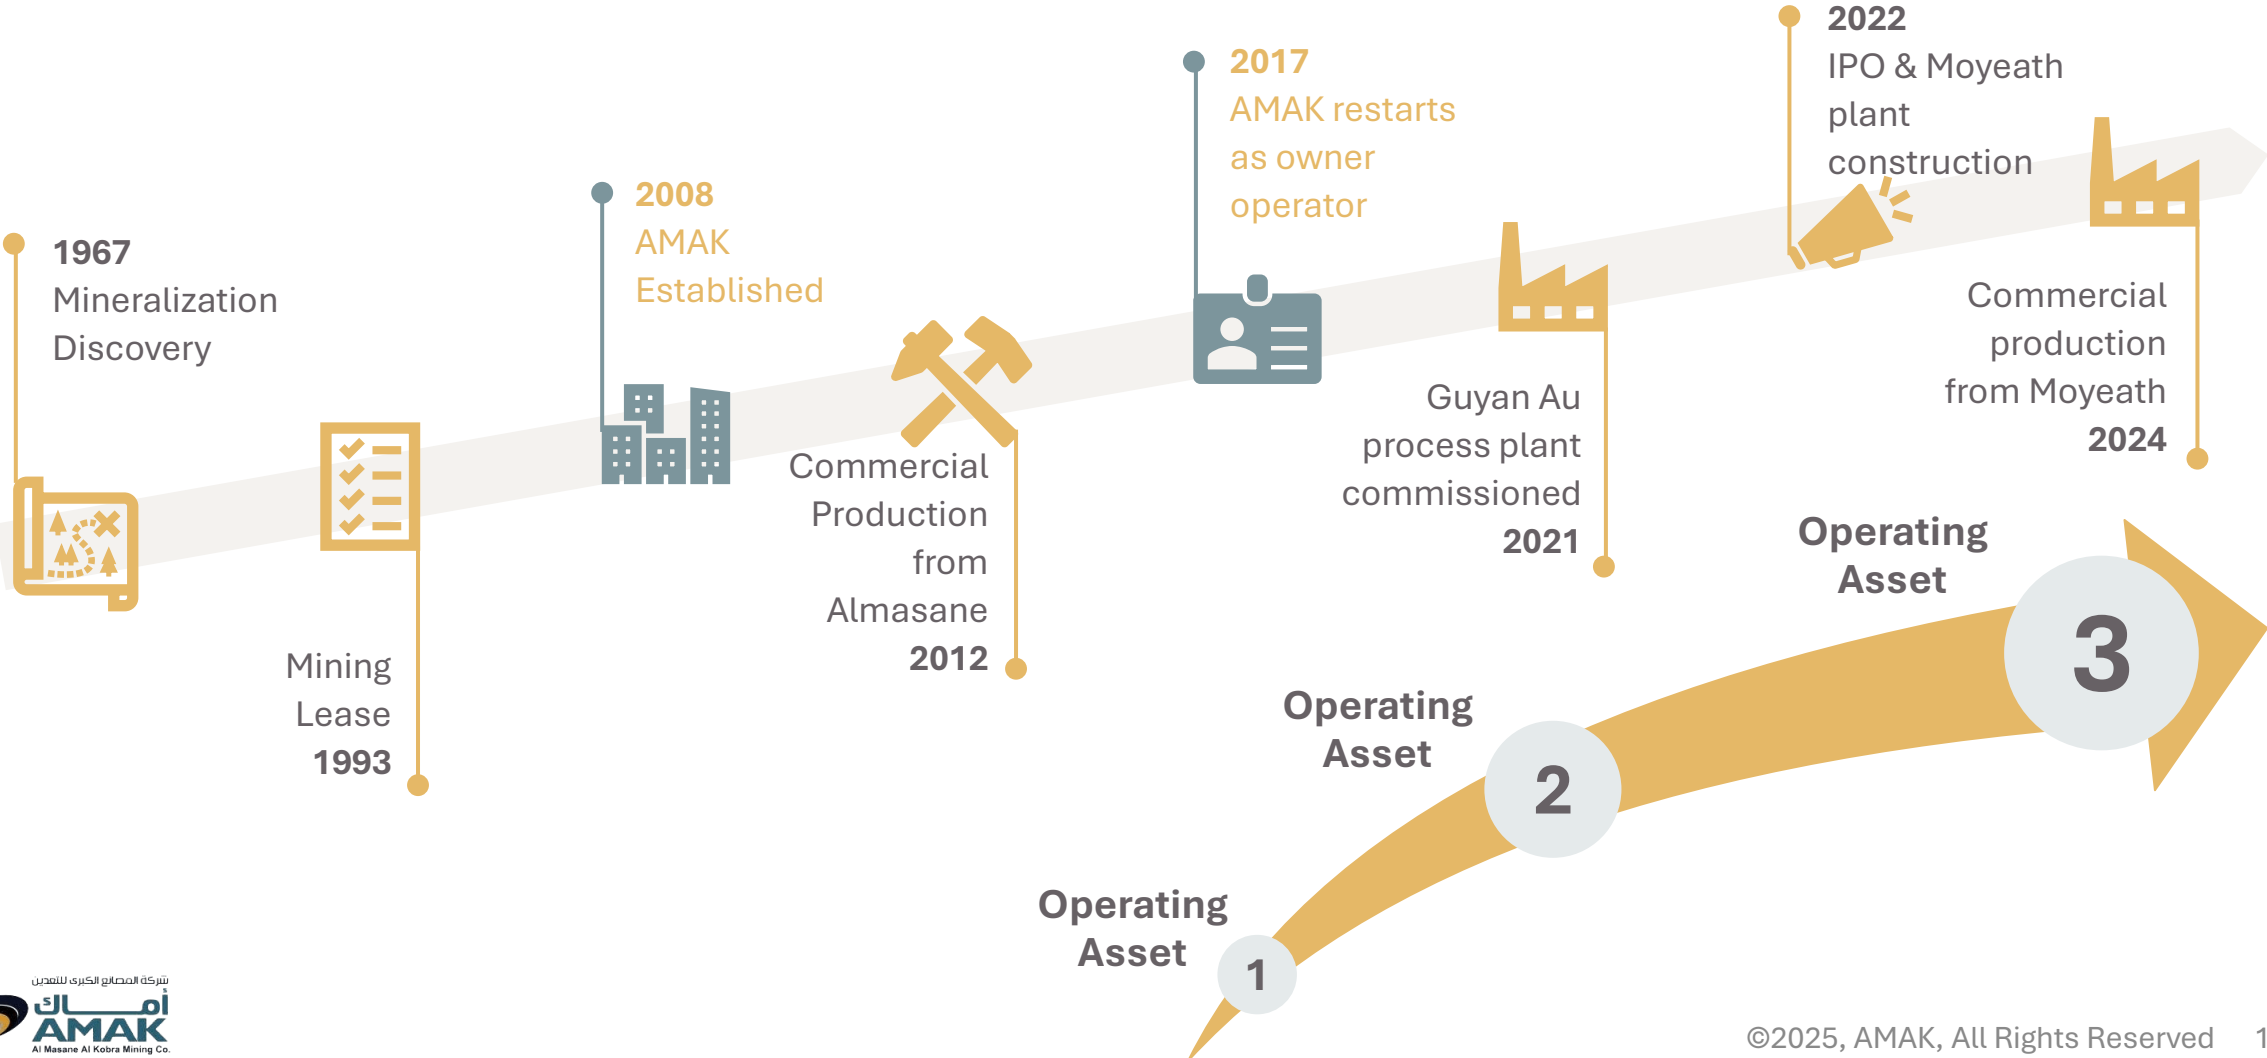 1967
Mineralization
Discovery
Mining
Lease
1993
2008
AMAK
Established
Commercial
Production
from
Almasane
2012
2017
AMAK restarts
as owner
operator
Guyan Au
process plant
commissioned
2021
2022
IPO & Moyeath
plant
construction
Commercial
production
from Moyeath
2024
Operating
Asset
1
Operating
Asset
2
Operating
Asset
3
شركة المصانع الكبرى للتعدين
أماك
AMAK
Al Masane Al Kobra Mining Co.
©2025, AMAK, All Rights Reserved 1